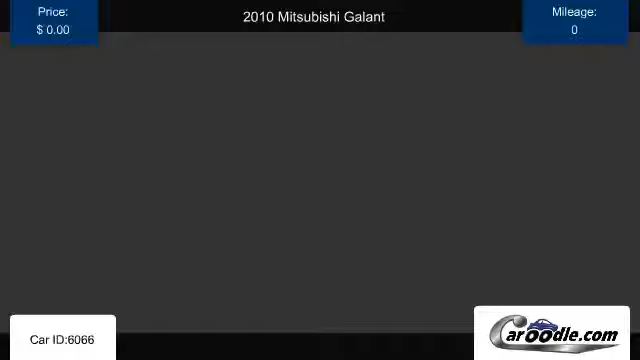 Price:
$ 0.00
2010 Mitsubishi Galant
Mileage:
0
Car ID:6066
Caroodle.com